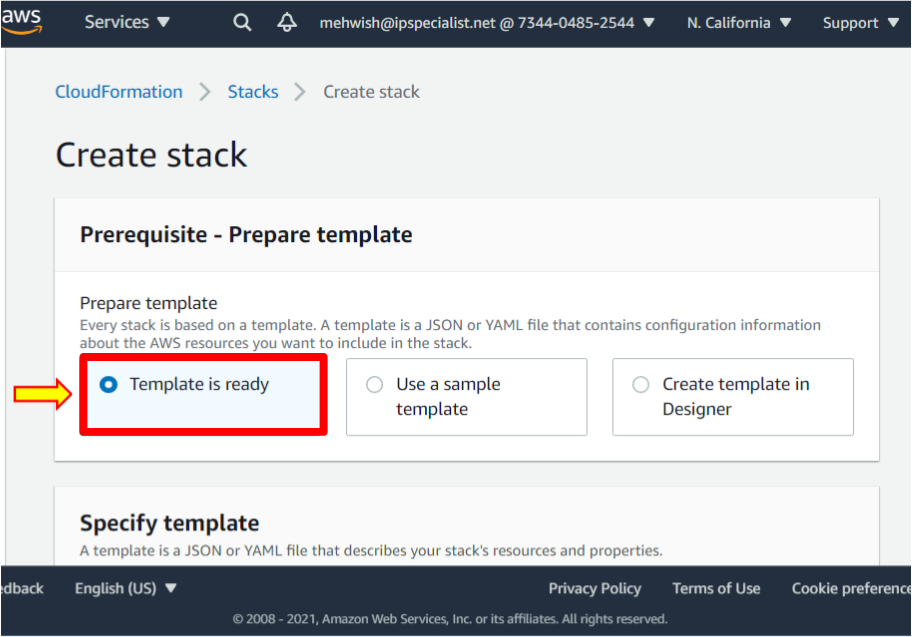 aws
Services
mehwish@ipspecialist.net @ 7344-0485-2544
N. California
Support
CloudFormation > Stacks > Create stack
Create stack
Prerequisite - Prepare template
Prepare template
Every stack is based on a template. A template is a JSON or YAML file that contains configuration information
about the AWS resources you want to include in the stack.
Template is ready
Use a sample
template
Create template in
Designer
Specify template
A template is a JSON or YAML file that describes your stack's resources and properties.
edback
English (US)
Privacy Policy
Terms of Use
Cookie preference
© 2008 - 2021, Amazon Web Services, Inc. or its affiliates. All rights reserved.